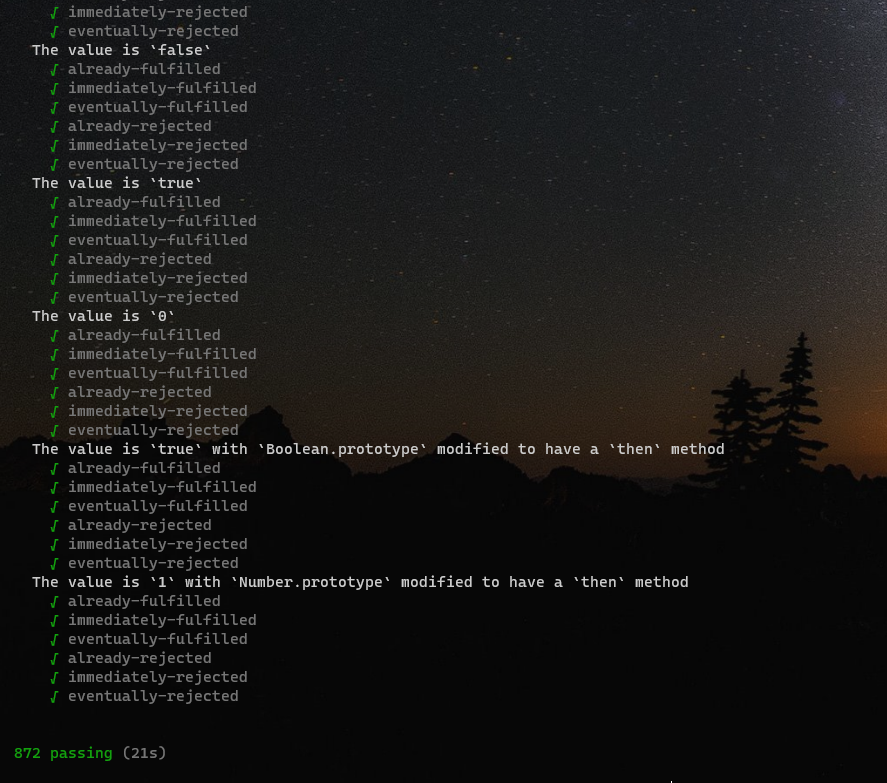 √ immediately-rejected
√ eventually-rejected
The value is `false`
√ already-fulfilled
√ immediately-fulfilled
√ eventually-fulfilled
√ already-rejected
√ immediately-rejected
√ eventually-rejected
The value is `true`
√ already-fulfilled
√ immediately-fulfilled
√ eventually-fulfilled
√ already-rejected
√ immediately-rejected
√ eventually-rejected
The value is `0`
√ already-fulfilled
√ immediately-fulfilled
√ eventually-fulfilled
√ already-rejected
√ immediately-rejected
√ eventually-rejected
The value is `true` with `Boolean.prototype` modified to have a `then` method
√ already-fulfilled
√ immediately-fulfilled
√ eventually-fulfilled
√ already-rejected
√ immediately-rejected
√ eventually-rejected
The value is `1` with `Number.prototype` modified to have a `then` method
√ already-fulfilled
√ immediately-fulfilled
√ eventually-fulfilled
√ already-rejected
√ immediately-rejected
√ eventually-rejected
872 passing (21s)